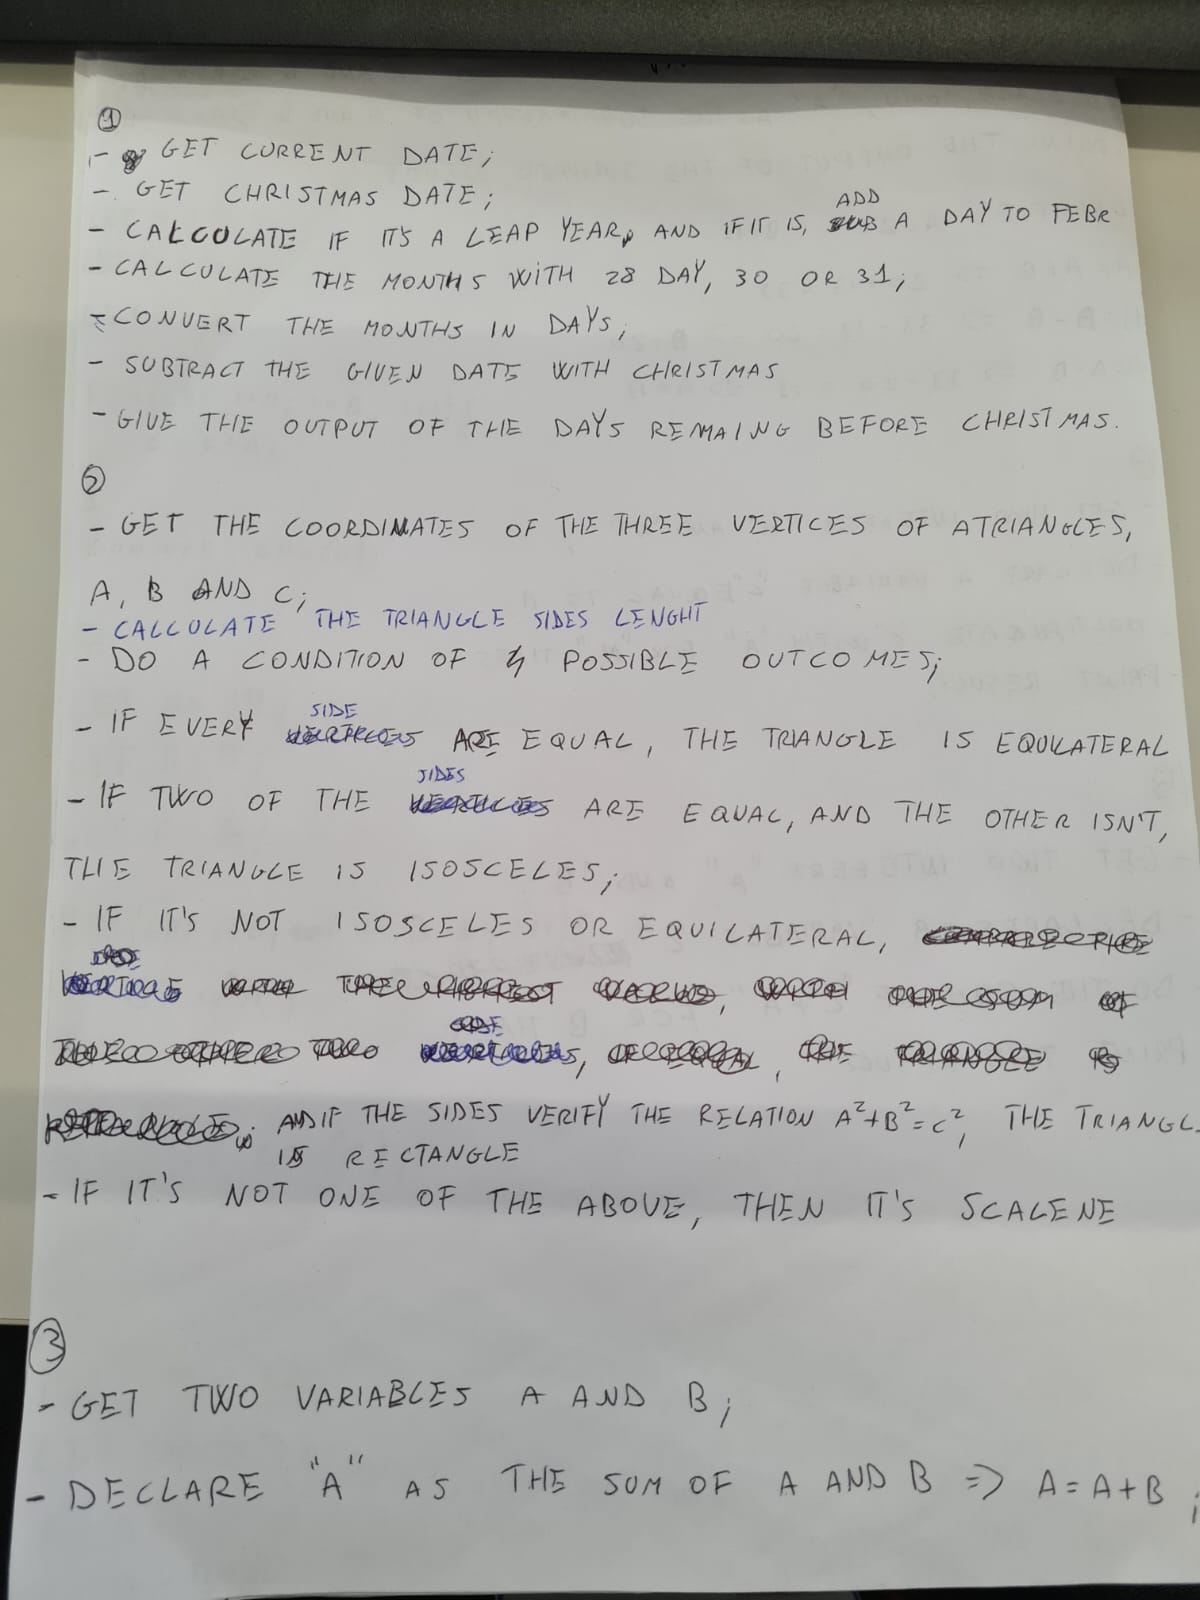 1
- GET CURRENT DATE;
- GET CHRISTMAS DATE;
ADD
- CALCULATE IF IT'S A LEAP YEAR, AND IF IT IS, A DAY TO FEBR
- CALCULATE THE MONTHS WITH 28 DAY, 30 OR 31;
- CONVERT THE MONTHS IN DAYS;
- SUBTRACT THE GIVEN DATE WITH CHRISTMAS
- GIVE THE OUTPUT OF THE DAYS REMAING BEFORE CHRISTMAS.
2
- GET THE COORDINATES OF THE THREE VERTICES OF A TRIANGLES,
A, B AND C;
- CALCULATE THE TRIANGLE SIDES LENGHT
- DO A CONDITION OF 4 POSSIBLE OUTCOMES;
SIDE
- IF EVERY ARE EQUAL, THE TRIANGLE IS EQUILATERAL
SIDES
- IF TWO OF THE ARE EQUAL, AND THE OTHER ISN'T,
THE TRIANGLE IS ISOSCELES;
- IF IT'S NOT ISOSCELES OR EQUILATERAL,
AND IF THE SIDES VERIFY THE RELATION A²+B²=C², THE TRIANGL
IS RECTANGLE
- IF IT'S NOT ONE OF THE ABOVE, THEN IT'S SCALENE
3
- GET TWO VARIABLES A AND B;
- DECLARE "A" AS THE SUM OF A AND B => A=A+B;